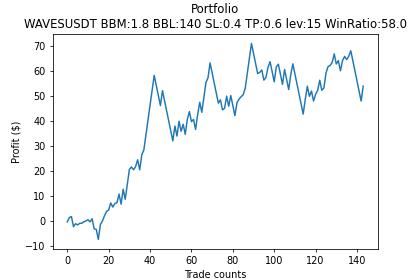 Portfolio
WAVESUSDT BBM:1.8 BBL:140 SL:0.4 TP:0.6 lev:15 WinRatio:58.0
Profit ($)
70
60
50
40
30
20
10
0
−10
0 20 40 60 80 100 120 140
Trade counts